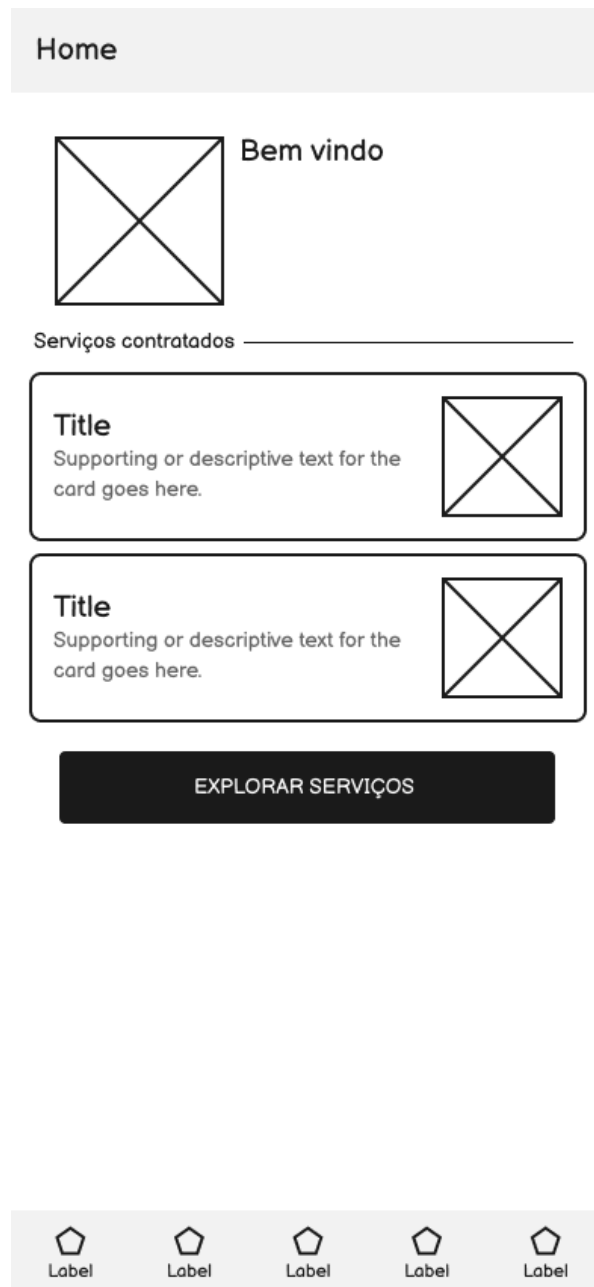 Home
Bem vindo
Serviços contratados
Title
Supporting or descriptive text for the
card goes here.
Title
Supporting or descriptive text for the
card goes here.
EXPLORAR SERVIÇOS
Label Label Label Label Label